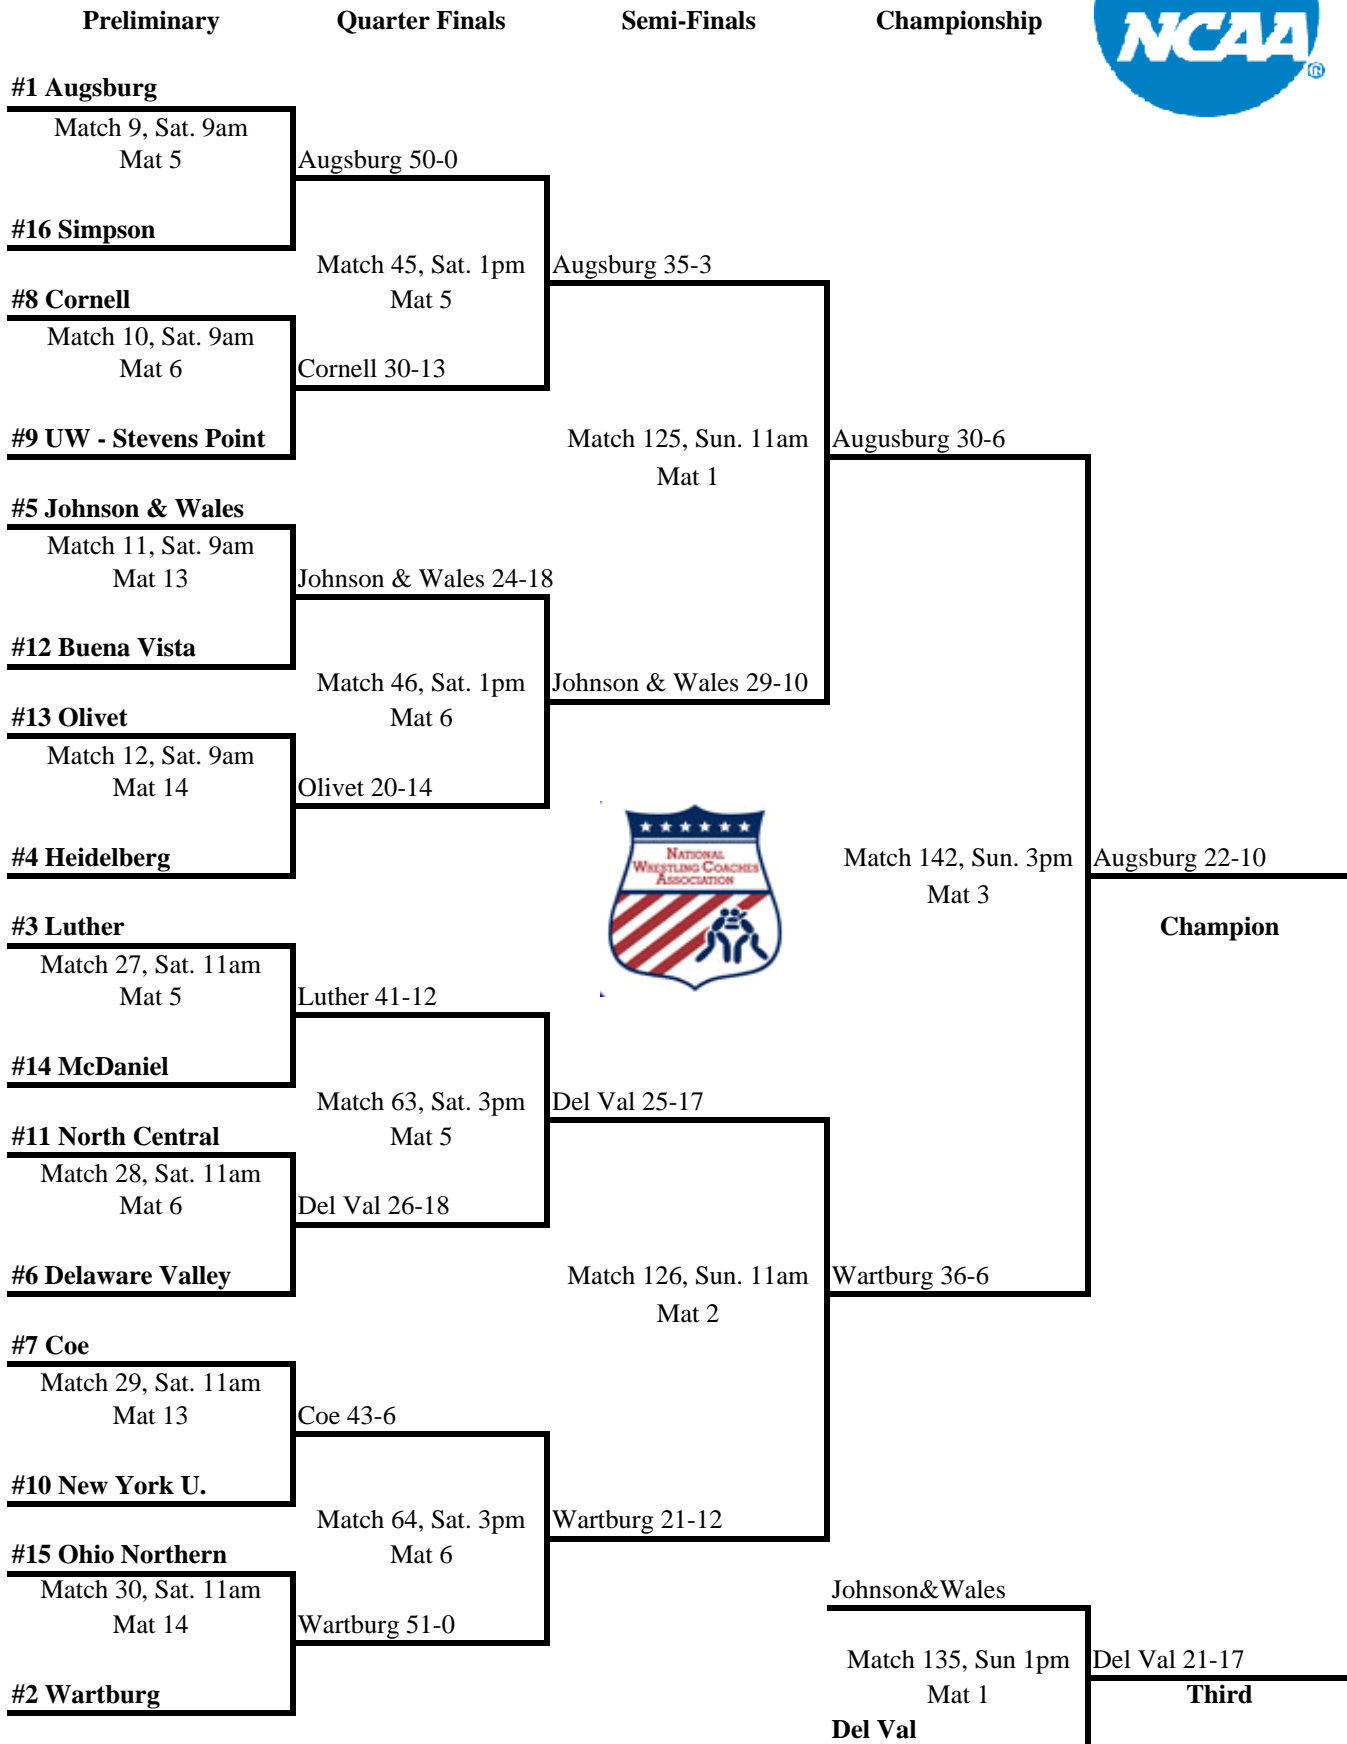 Preliminary Quarter Finals Semi-Finals Championship
NCAA®
#1 Augsburg
Match 9, Sat. 9am
Mat 5
Augsburg 50-0
#16 Simpson
Match 45, Sat. 1pm
Mat 5
Augsburg 35-3
#8 Cornell
Match 10, Sat. 9am
Mat 6
Cornell 30-13
#9 UW - Stevens Point
Match 125, Sun. 11am
Mat 1
Augusburg 30-6
#5 Johnson & Wales
Match 11, Sat. 9am
Mat 13
Johnson & Wales 24-18
#12 Buena Vista
Match 46, Sat. 1pm
Mat 6
Johnson & Wales 29-10
#13 Olivet
Match 12, Sat. 9am
Mat 14
Olivet 20-14
#4 Heidelberg
NATIONAL
WRESTLING COACHES
ASSOCIATION
Match 142, Sun. 3pm
Mat 3
Augsburg 22-10
Champion
#3 Luther
Match 27, Sat. 11am
Mat 5
Luther 41-12
#14 McDaniel
Match 63, Sat. 3pm
Mat 5
Del Val 25-17
#11 North Central
Match 28, Sat. 11am
Mat 6
Del Val 26-18
#6 Delaware Valley
Match 126, Sun. 11am
Mat 2
Wartburg 36-6
#7 Coe
Match 29, Sat. 11am
Mat 13
Coe 43-6
#10 New York U.
Match 64, Sat. 3pm
Mat 6
Wartburg 21-12
#15 Ohio Northern
Match 30, Sat. 11am
Mat 14
Wartburg 51-0
#2 Wartburg
Johnson&Wales
Match 135, Sun 1pm
Mat 1
Del Val 21-17
Third
Del Val